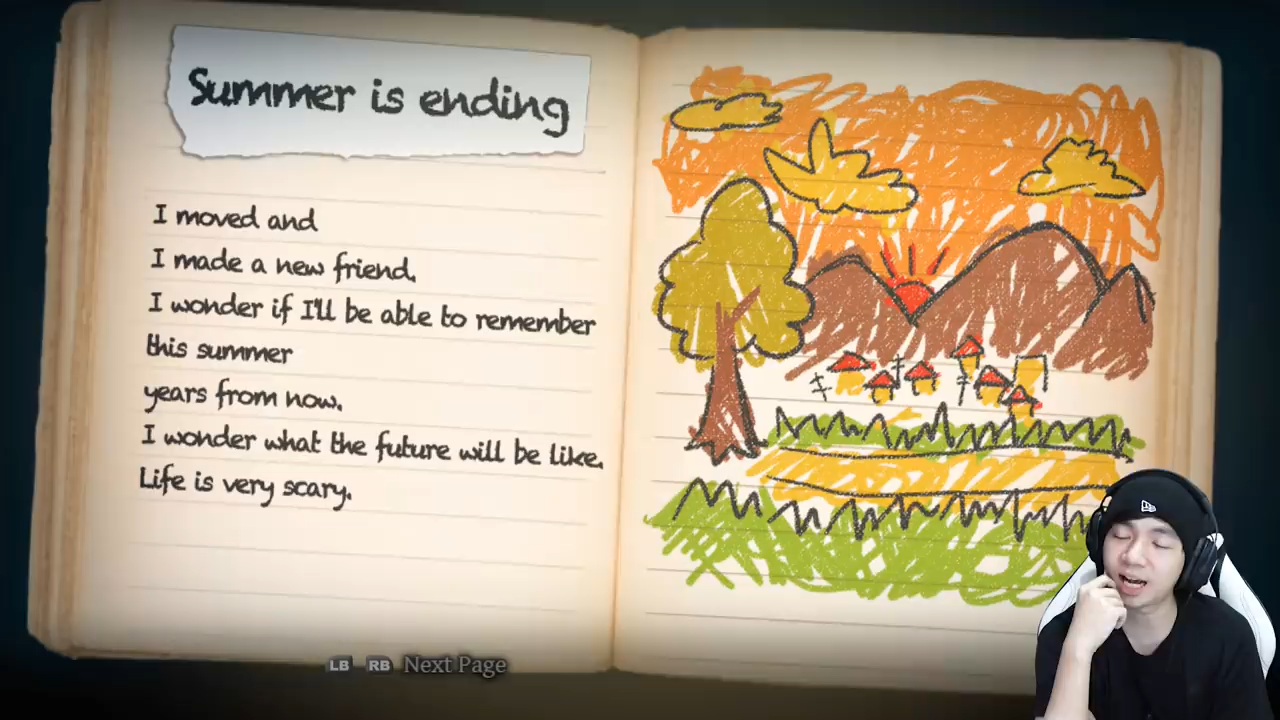 Summer is ending
I moved and
I made a new friend.
I wonder if I'll be able to remember
this summer
years from now.
I wonder what the future will be like.
Life is very scary.
LB RB Next Page